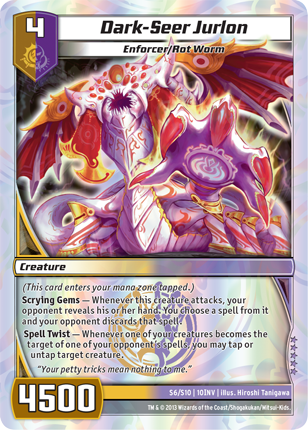 4
Dark-Seer Jurlon
Enforcer/Rot Worm
Creature
(This card enters your mana zone tapped.)
Scrying Gems — Whenever this creature attacks, your
opponent reveals his or her hand. You choose a spell from it
and your opponent discards that spell.
Spell Twist — Whenever one of your creatures becomes the
target of one of your opponent's spells, you may tap or
untap target creature.
"Your petty tricks mean nothing to me."
4500
S6/S10 | 10INV | illus. Hiroshi Tanigawa
TM & © 2013 Wizards of the Coast/Shogakukan/Mitsui-Kids.